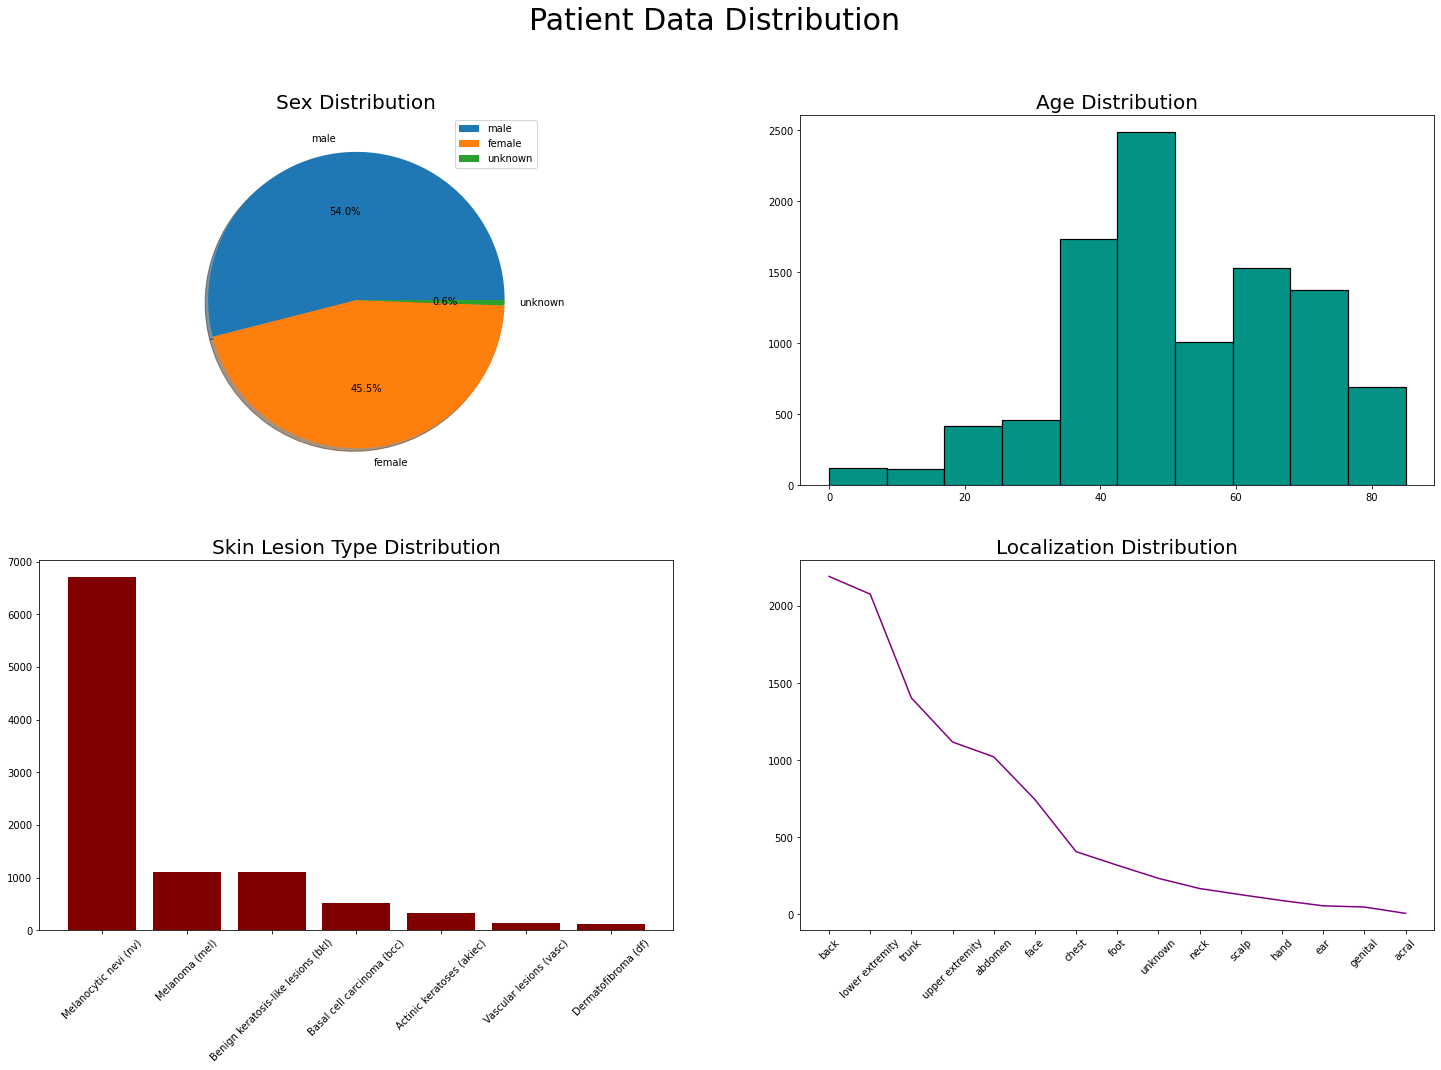 Patient Data Distribution
Sex Distribution
male
female
unknown
male
54.0%
0.6%
unknown
45.5%
female
Age Distribution
2500
2000
1500
1000
500
0
0 20 40 60 80
Skin Lesion Type Distribution
7000
6000
5000
4000
3000
2000
1000
0
Melanocytic nevi (nv)
Melanoma (mel)
Benign keratosis-like lesions (bkl)
Basal cell carcinoma (bcc)
Actinic keratoses (akiec)
Vascular lesions (vasc)
Dermatofibroma (df)
Localization Distribution
2000
1500
1000
500
0
back
lower extremity
trunk
upper extremity
abdomen
face
chest
foot
unknown
neck
scalp
hand
ear
genital
acral